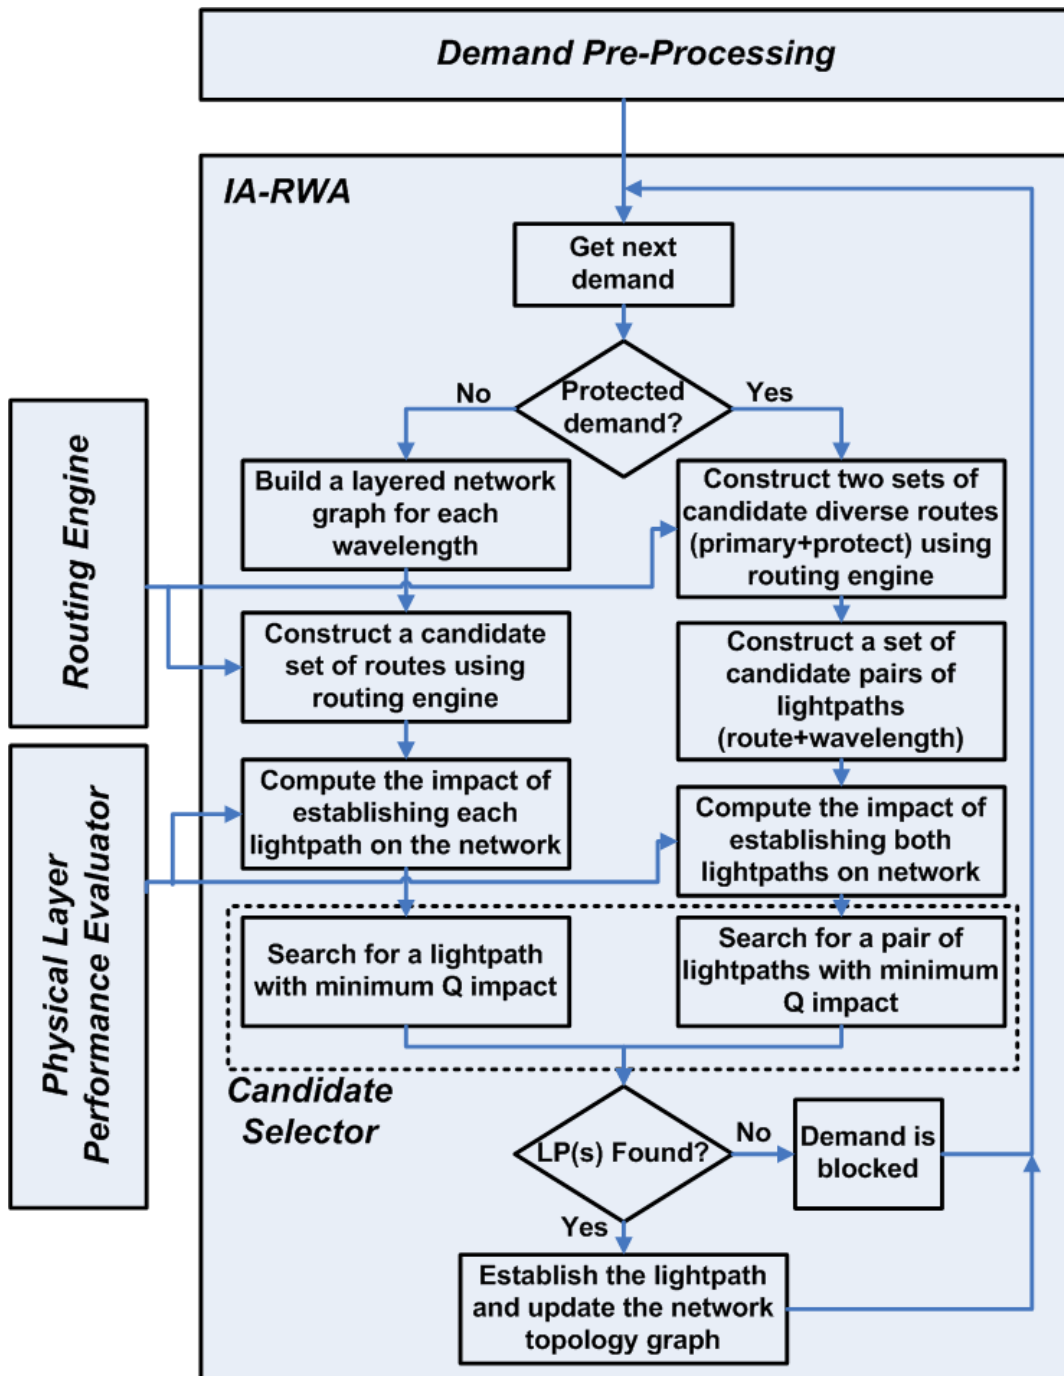 Demand Pre-Processing
IA-RWA
Get next
demand
Protected
demand?
No
Yes
Routing Engine
Build a layered network
graph for each
wavelength
Construct two sets of
candidate diverse routes
(primary+protect) using
routing engine
Construct a candidate
set of routes using
routing engine
Construct a set of
candidate pairs of
lightpaths
(route+wavelength)
Physical Layer
Performance Evaluator
Compute the impact of
establishing each
lightpath on the network
Compute the impact of
establishing both
lightpaths on network
Search for a lightpath
with minimum Q impact
Search for a pair of
lightpaths with minimum
Q impact
Candidate
Selector
LP(s) Found?
No
Demand is
blocked
Yes
Establish the lightpath
and update the network
topology graph